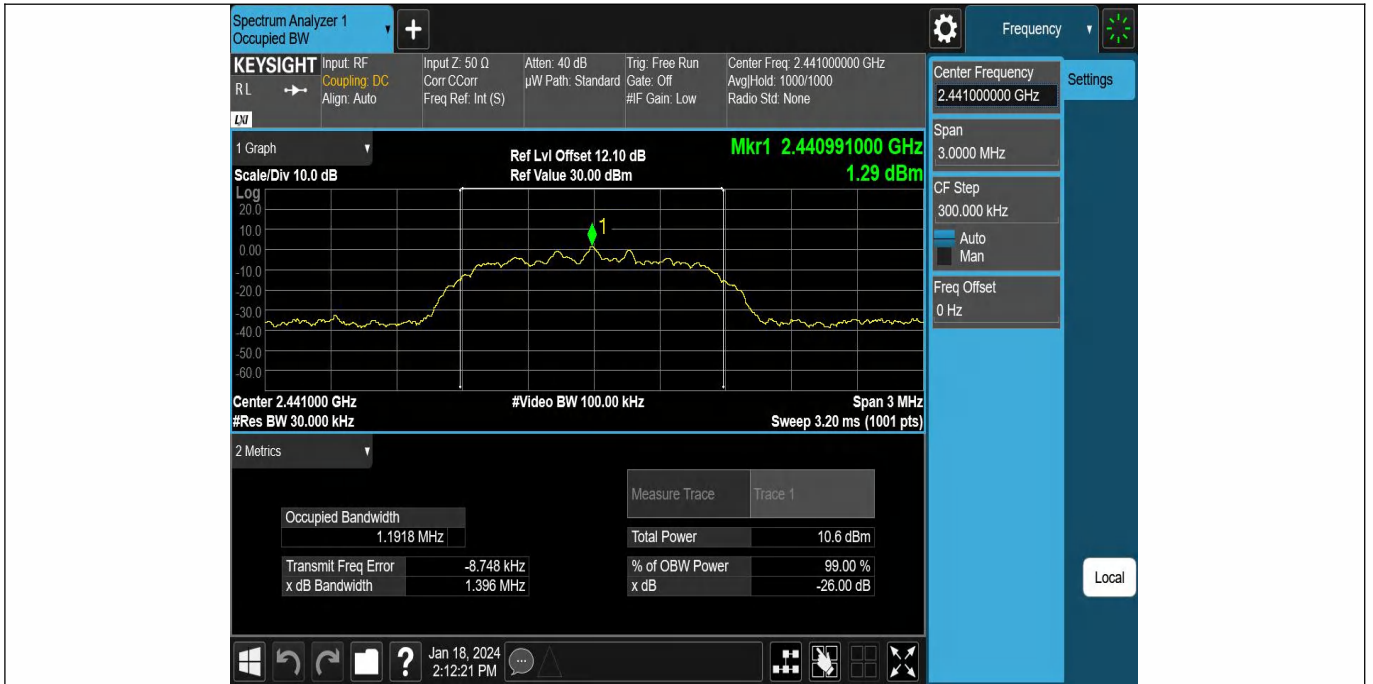 Spectrum Analyzer 1
Occupied BW
Frequency
KEYSIGHT
RL
LXI
Input: RF
Coupling: DC
Align: Auto
Input Z: 50 Ω
Corr CCorr
Freq Ref: Int (S)
Atten: 40 dB
µW Path: Standard
Trig: Free Run
Gate: Off
#IF Gain: Low
Center Freq: 2.441000000 GHz
Avg|Hold: 1000/1000
Radio Std: None
Center Frequency
2.441000000 GHz
Settings
Span
3.0000 MHz
CF Step
300.000 kHz
Auto
Man
Freq Offset
0 Hz
Local
1 Graph
Scale/Div 10.0 dB
Ref Lvl Offset 12.10 dB
Ref Value 30.00 dBm
Mkr1 2.440991000 GHz
1.29 dBm
Log
20.0
10.0
0.00
-10.0
-20.0
-30.0
-40.0
-50.0
-60.0
1
Center 2.441000 GHz
#Res BW 30.000 kHz
#Video BW 100.00 kHz
Span 3 MHz
Sweep 3.20 ms (1001 pts)
2 Metrics
Measure Trace Trace 1
Occupied Bandwidth
1.1918 MHz
Total Power 10.6 dBm
Transmit Freq Error -8.748 kHz
% of OBW Power 99.00 %
x dB Bandwidth 1.396 MHz
x dB -26.00 dB
?
Jan 18, 2024
2:12:21 PM